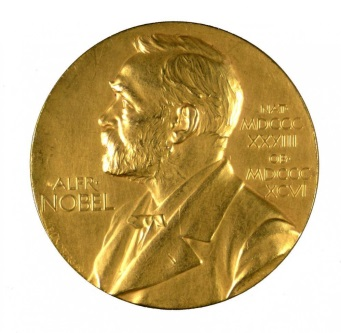 ·ALFR·
NOBEL
NAT·
MDCCC
XXXIII
OB·
MDCCC
XCVI